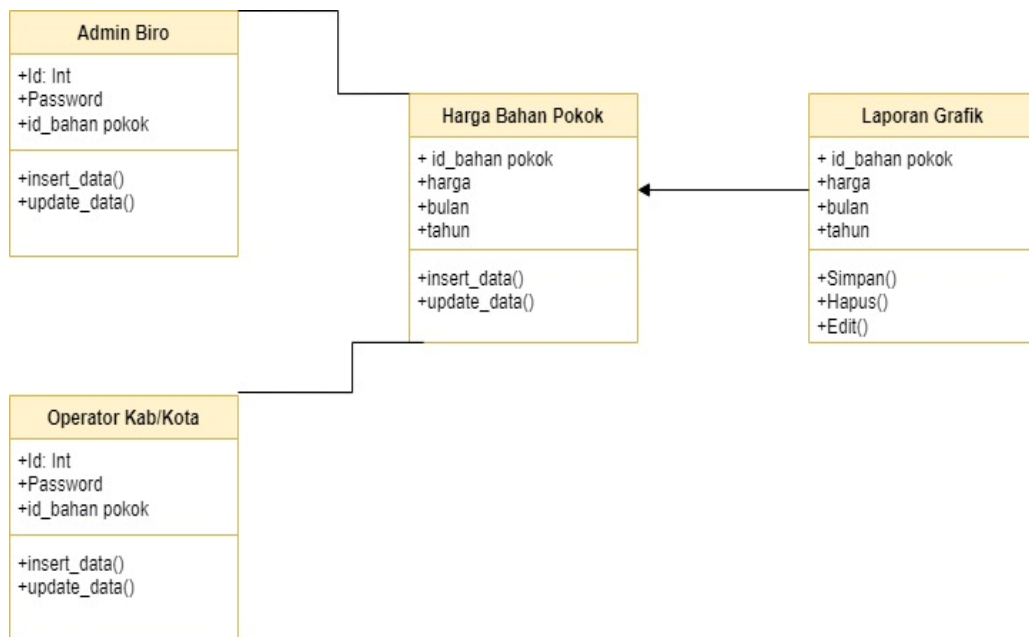 Admin Biro
+Id: Int
+Password
+id_bahan pokok
+insert_data()
+update_data()
Harga Bahan Pokok
+ id_bahan pokok
+harga
+bulan
+tahun
+insert_data()
+update_data()
Laporan Grafik
+ id_bahan pokok
+harga
+bulan
+tahun
+Simpan()
+Hapus()
+Edit()
Operator Kab/Kota
+Id: Int
+Password
+id_bahan pokok
+insert_data()
+update_data()